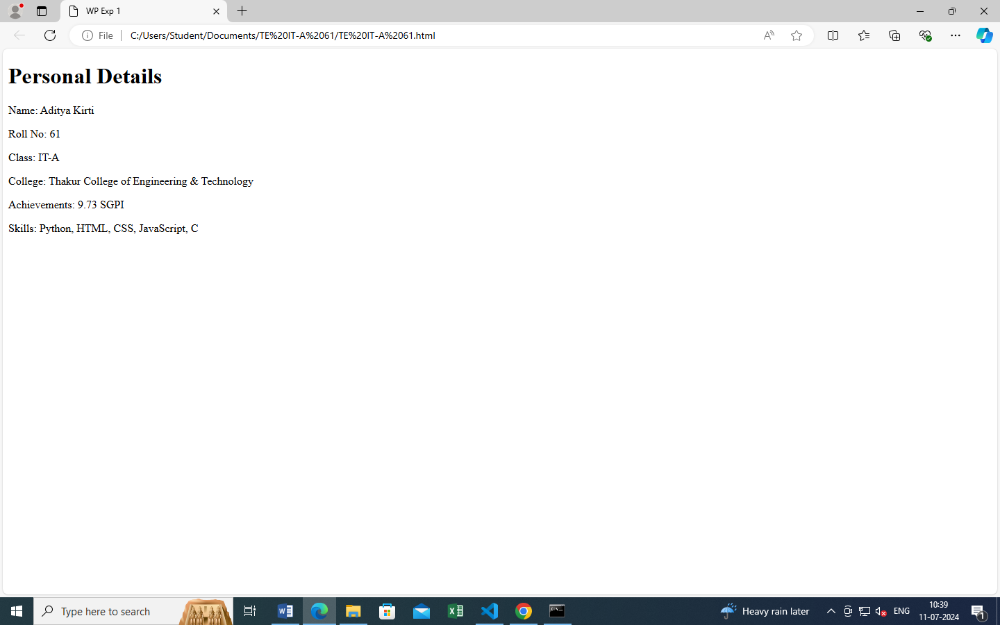 WP Exp 1
File
C:/Users/Student/Documents/TE%20IT-A%2061/TE%20IT-A%2061.html
Personal Details
Name: Aditya Kirti
Roll No: 61
Class: IT-A
College: Thakur College of Engineering & Technology
Achievements: 9.73 SGPI
Skills: Python, HTML, CSS, JavaScript, C
Type here to search
Heavy rain later
ENG
10:39
11-07-2024
1